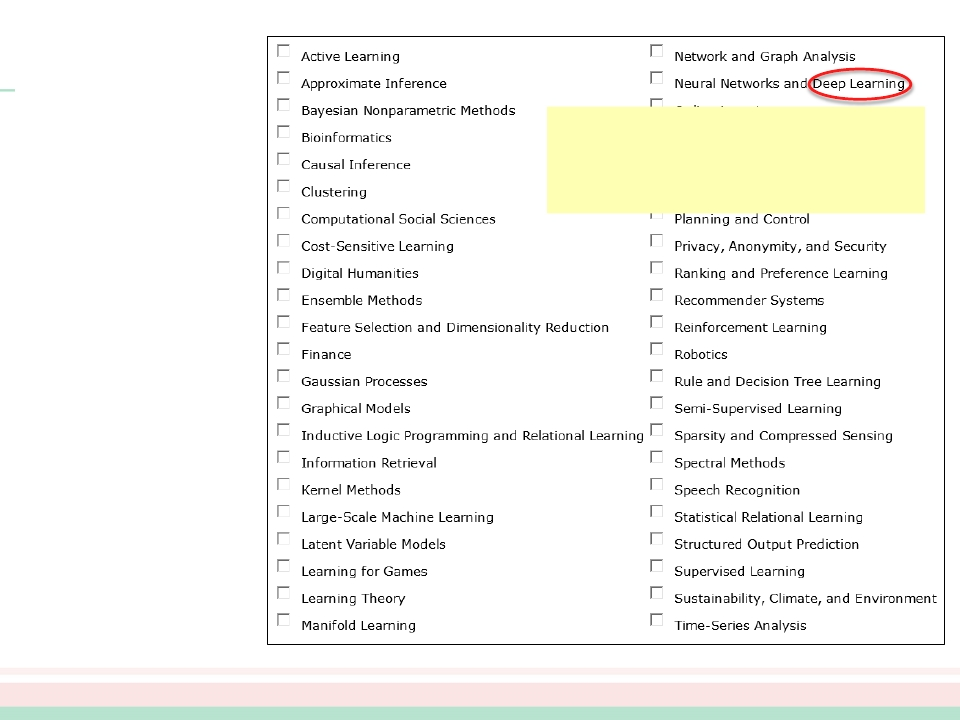 Active Learning
Approximate Inference
Bayesian Nonparametric Methods
Bioinformatics
Causal Inference
Clustering
Computational Social Sciences
Cost-Sensitive Learning
Digital Humanities
Ensemble Methods
Feature Selection and Dimensionality Reduction
Finance
Gaussian Processes
Graphical Models
Inductive Logic Programming and Relational Learning
Information Retrieval
Kernel Methods
Large-Scale Machine Learning
Latent Variable Models
Learning for Games
Learning Theory
Manifold Learning
Network and Graph Analysis
Neural Networks and Deep Learning
Planning and Control
Privacy, Anonymity, and Security
Ranking and Preference Learning
Recommender Systems
Reinforcement Learning
Robotics
Rule and Decision Tree Learning
Semi-Supervised Learning
Sparsity and Compressed Sensing
Spectral Methods
Speech Recognition
Statistical Relational Learning
Structured Output Prediction
Supervised Learning
Sustainability, Climate, and Environment
Time-Series Analysis